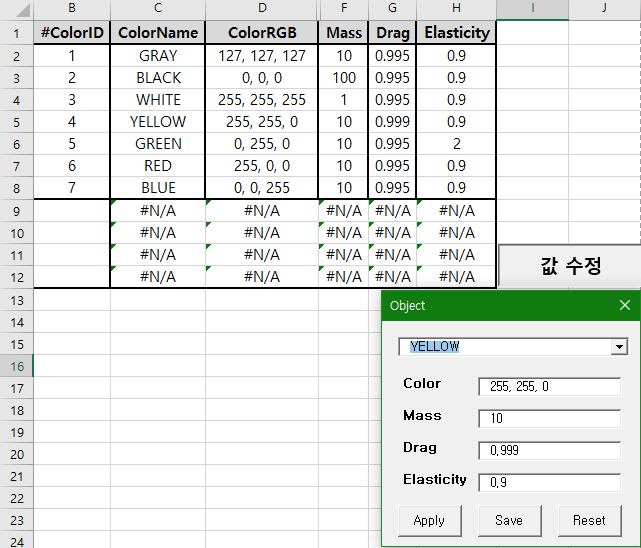 B C D E F G H I J
1 #ColorID ColorName ColorRGB Mass Drag Elasticity
2 1 GRAY 127, 127, 127 10 0.995 0.9
3 2 BLACK 0, 0, 0 100 0.995 0.9
4 3 WHITE 255, 255, 255 1 0.995 0.9
5 4 YELLOW 255, 255, 0 10 0.999 0.9
6 5 GREEN 0, 255, 0 10 0.995 2
7 6 RED 255, 0, 0 10 0.995 0.9
8 7 BLUE 0, 0, 255 10 0.995 0.9
9 #N/A #N/A #N/A #N/A #N/A
10 #N/A #N/A #N/A #N/A #N/A
11 #N/A #N/A #N/A #N/A #N/A
12 #N/A #N/A #N/A #N/A #N/A
값 수정
13
14
15
16
17
18
19
20
21
22
23
24
Object
YELLOW
Color 255, 255, 0
Mass 10
Drag 0,999
Elasticity 0,9
Apply Save Reset